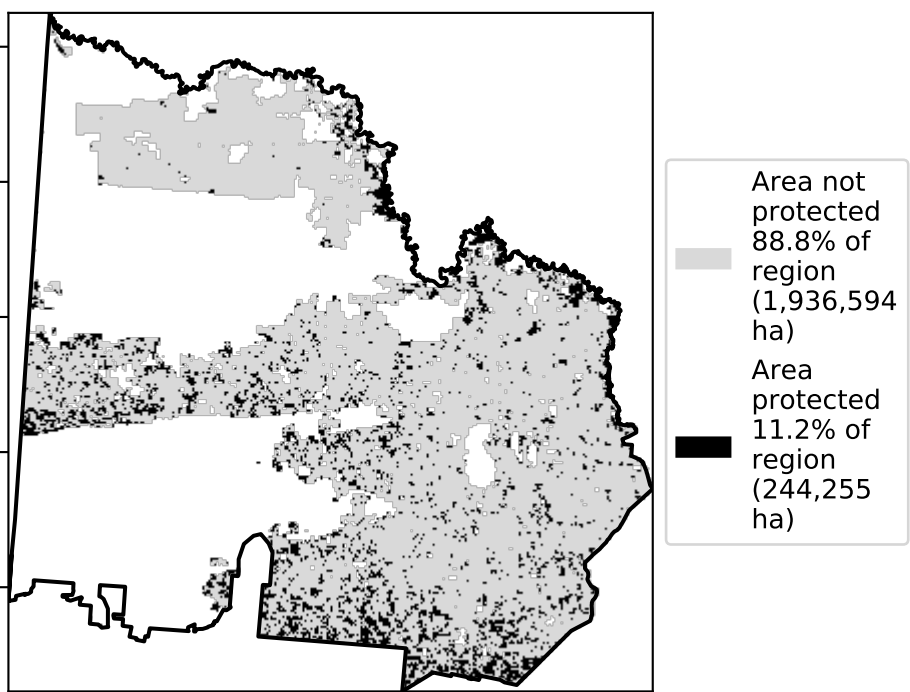 Area not
protected
88.8% of
region
(1,936,594
ha)
Area
protected
11.2% of
region
(244,255
ha)